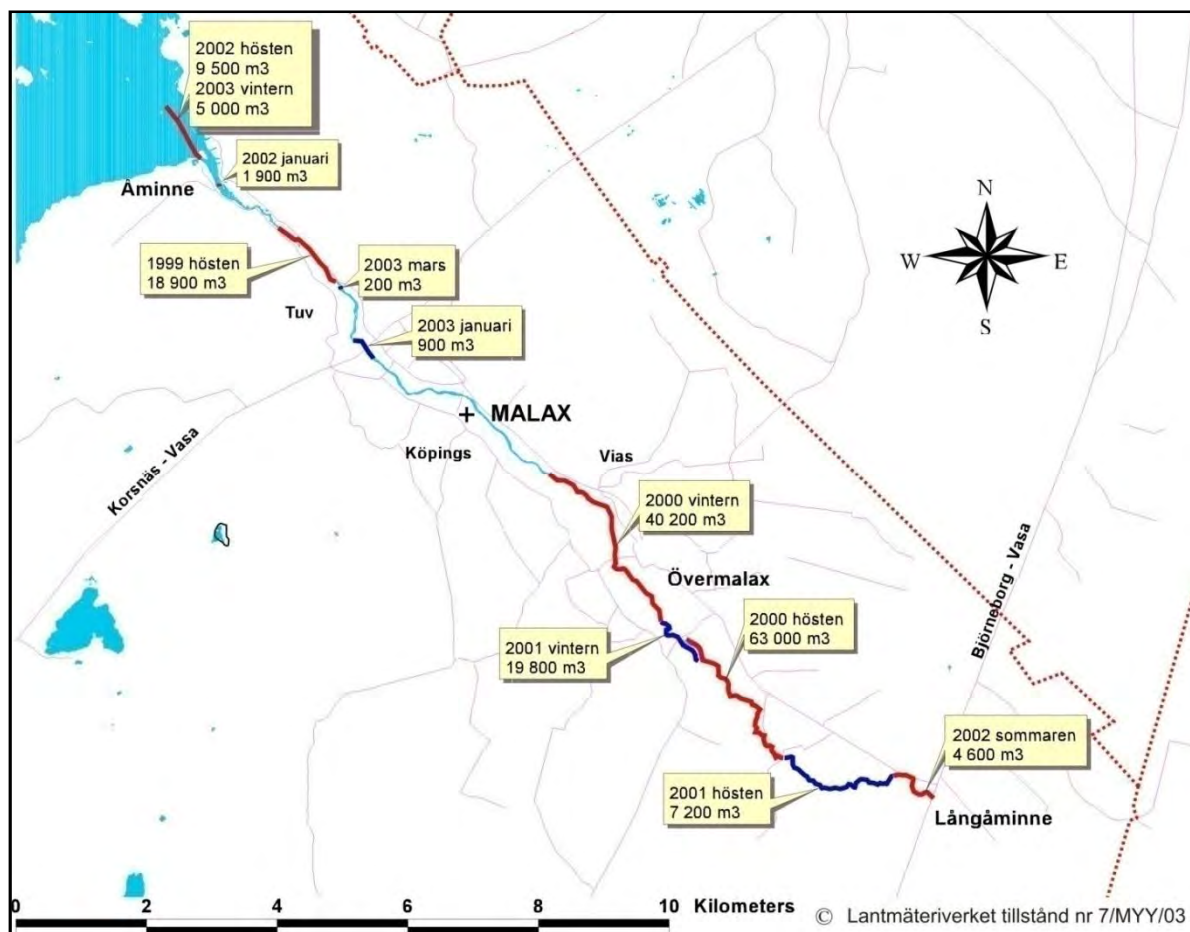 2002 hösten
9 500 m3
2003 vintern
5 000 m3
2002 januari
1 900 m3
Åminne
N
W
E
S
1999 hösten
18 900 m3
2003 mars
200 m3
Tuv
2003 januari
900 m3
MALAX
Köpings
Vias
Korsnäs - Vasa
2000 vintern
40 200 m3
Björneborg - Vasa
Övermalax
2000 hösten
63 000 m3
2001 vintern
19 800 m3
2002 sommaren
4 600 m3
2001 hösten
7 200 m3
Långåminne
0 2 4 6 8 10 Kilometers
© Lantmäteriverket tillstånd nr 7/MYY/03